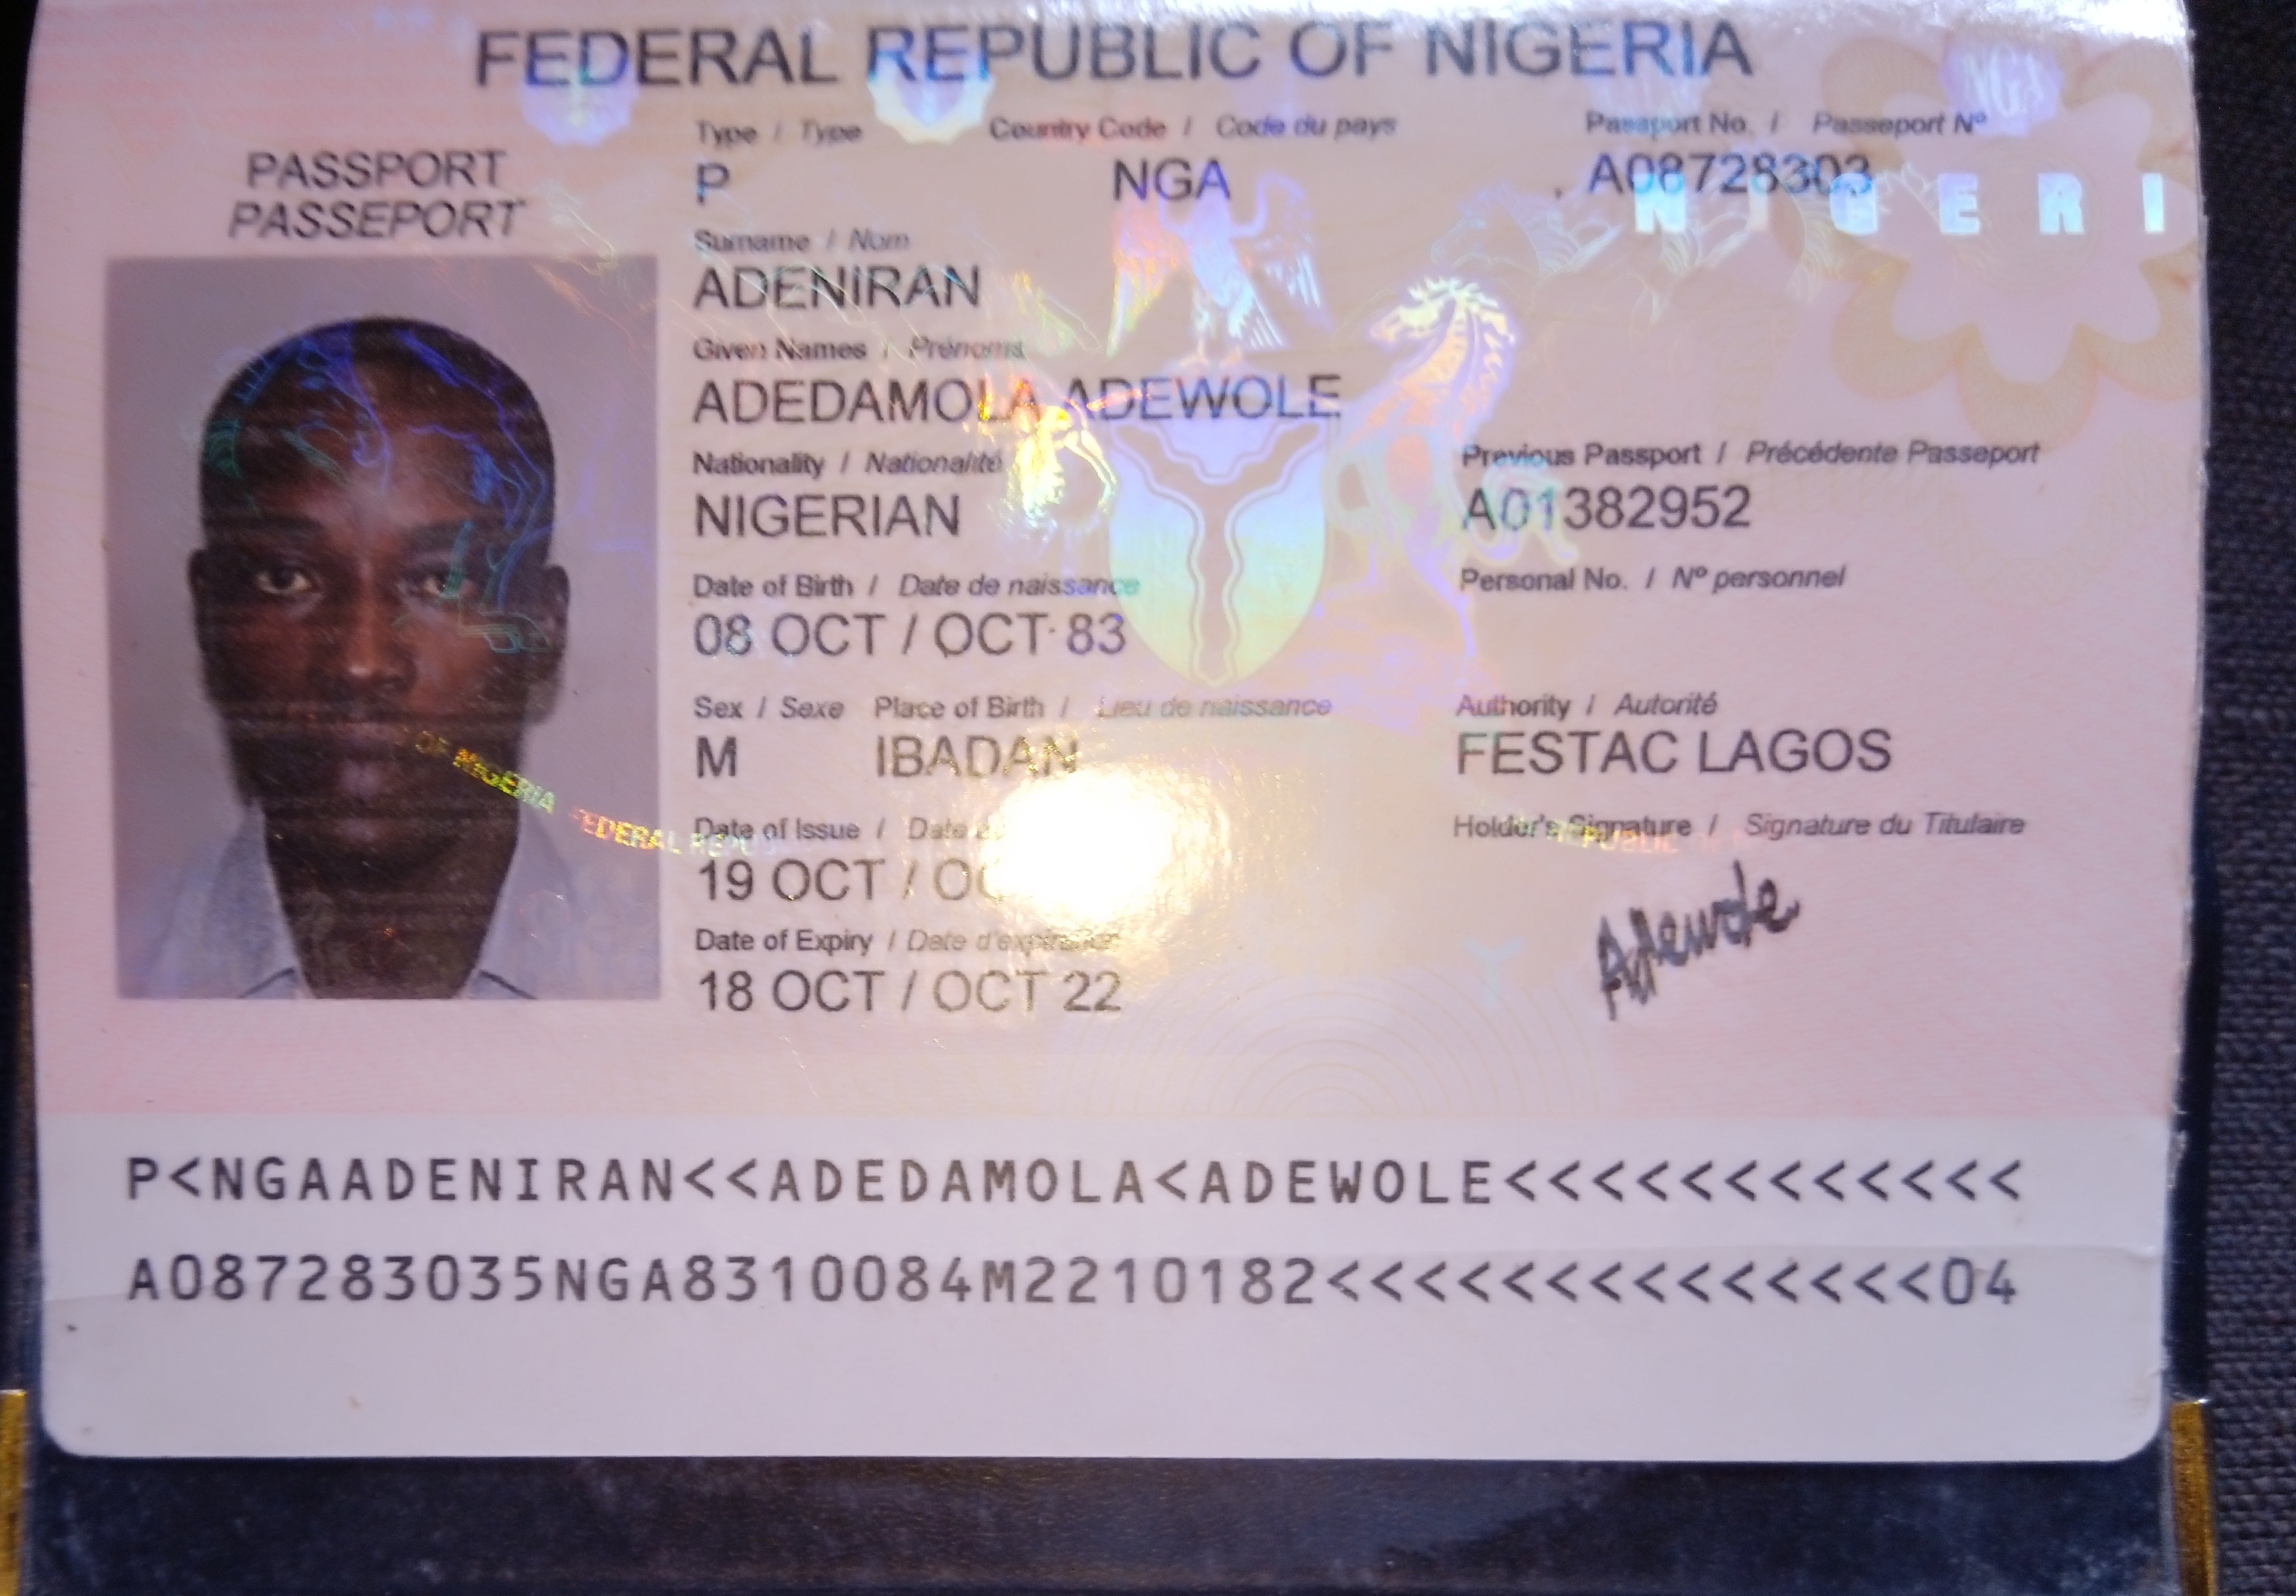 FEDERAL REPUBLIC OF NIGERIA
PASSPORT
PASSEPORT
Type / Type
P
Country Code / Code du pays
NGA
Passport No. / Passeport Nº
A08728303
NGA
N I G E R I
Surname / Nom
ADENIRAN
Given Names / Prénoms
ADEDAMOLA ADEWOLE
Nationality / Nationalité
NIGERIAN
Previous Passport / Précédente Passeport
A01382952
Date of Birth / Date de naissance
08 OCT / OCT 83
Personal No. / Nº personnel
Sex / Sexe
M
Place of Birth / Lieu de naissance
IBADAN
Authority / Autorité
FESTAC LAGOS
Date of Issue / Date
19 OCT /
Date of Expiry / Date d'expiration
18 OCT / OCT 22
Holder's Signature / Signature du Titulaire
Adewole
OF NIGERIA FEDERAL REPUBLIC
P<NGAADENIRAN<<ADEDAMOLA<ADEWOLE<<<<<<<<<<<<
A087283035NGA8310084M2210182<<<<<<<<<<<<<<04